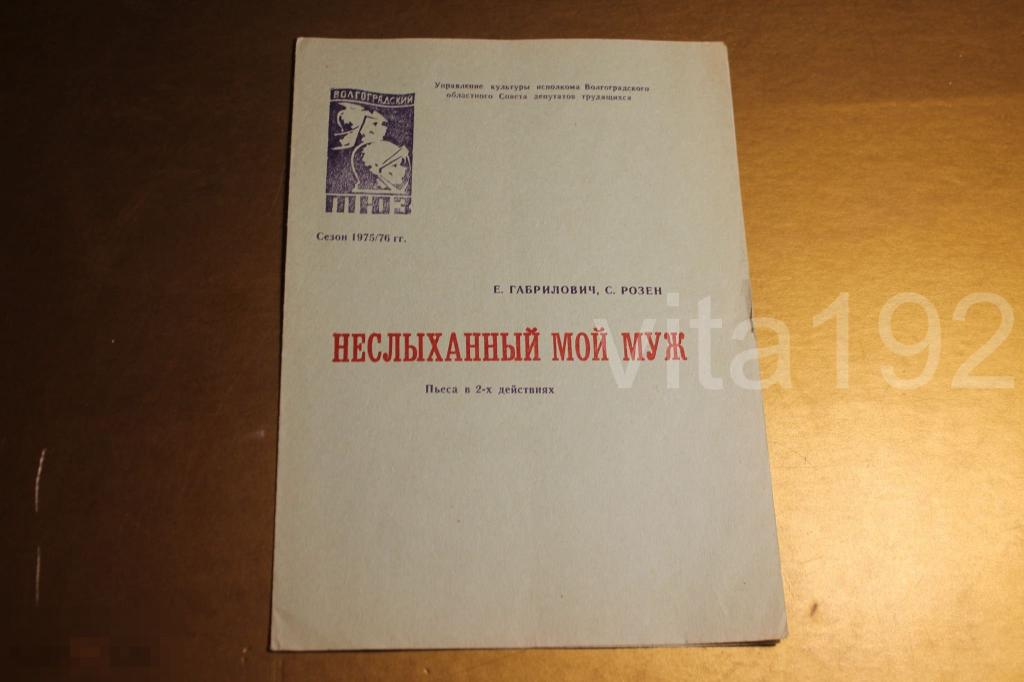 Управление культуры исполкома Волгоградского
областного Совета депутатов трудящихся
ВОЛГОГРАДСКИЙ
ТЮЗ
Сезон 1975/76 гг.
Е. ГАБРИЛОВИЧ, С. РОЗЕН
НЕСЛЫХАННЫЙ МОЙ МУЖ
Пьеса в 2-х действиях
vita192